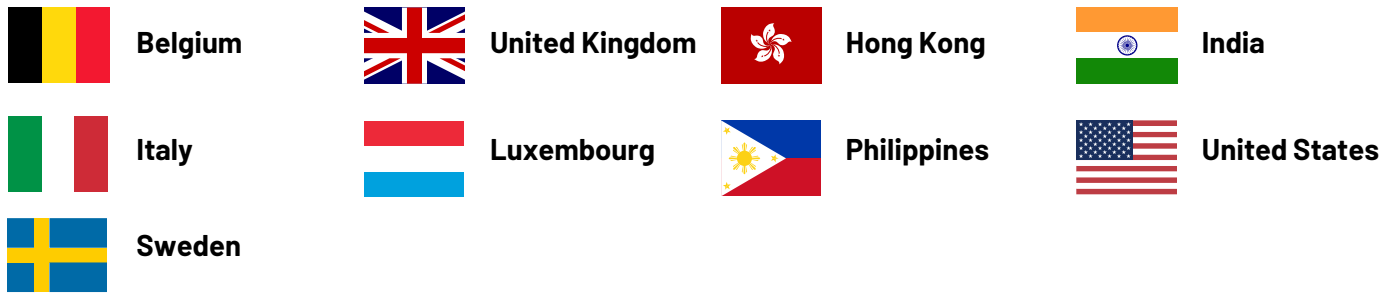 Belgium
United Kingdom
Hong Kong
India
Italy
Luxembourg
Philippines
United States
Sweden